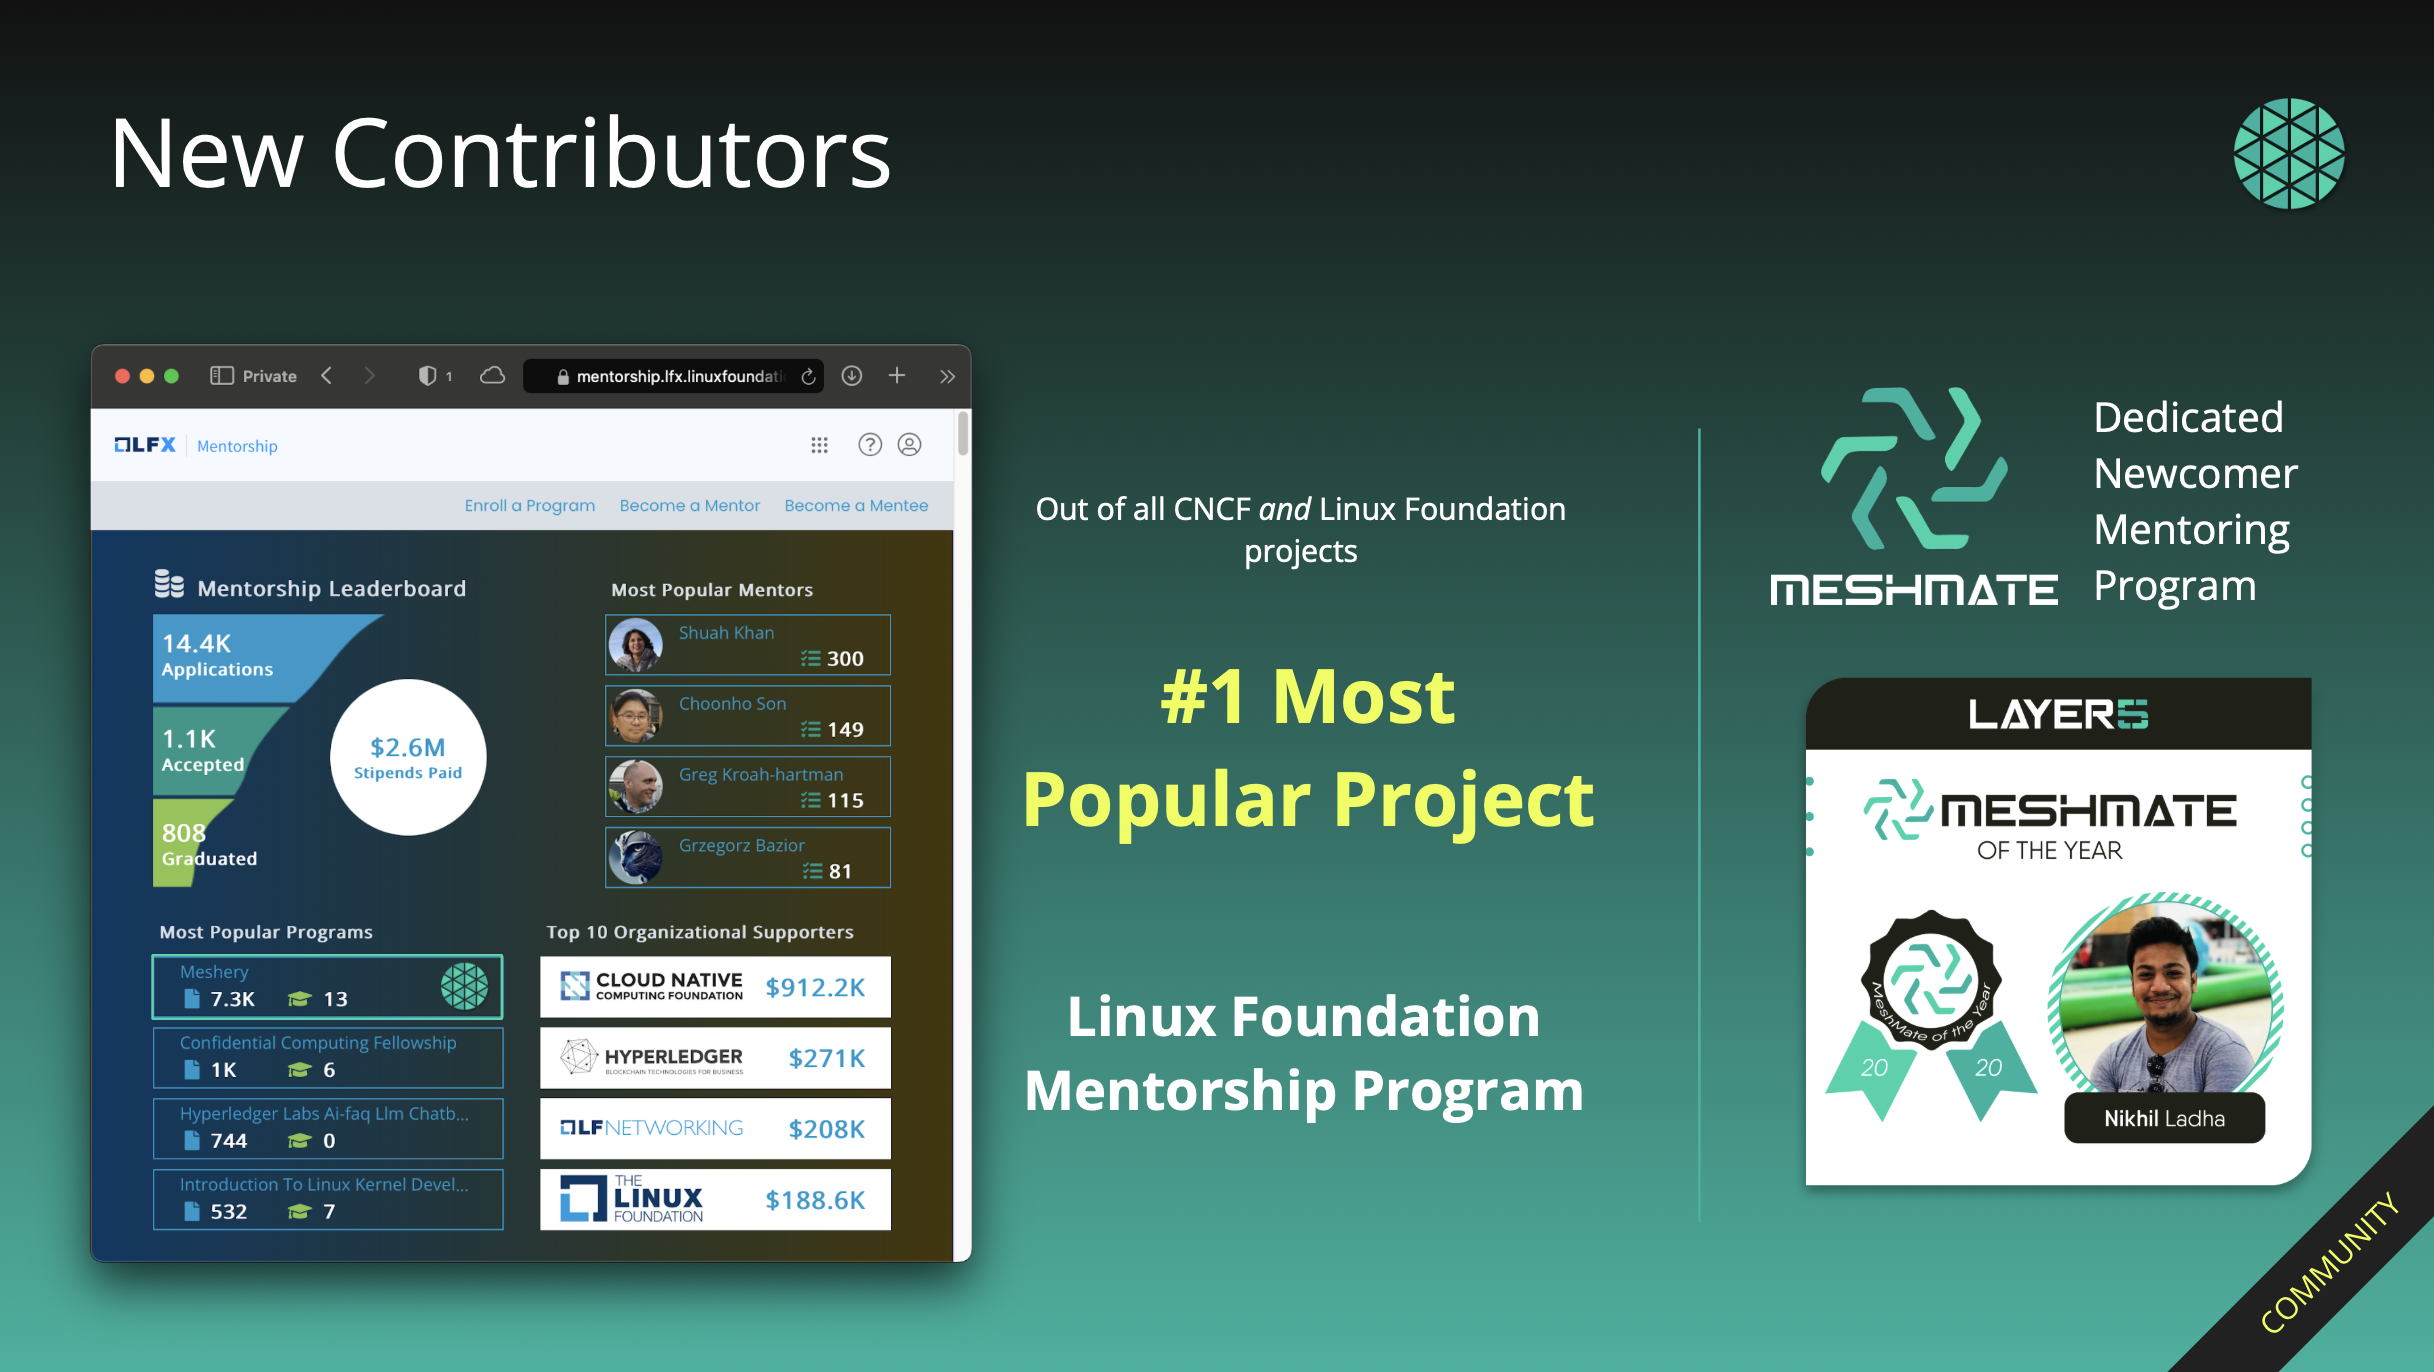 New Contributors
Private
1
mentorship.lfx.linuxfoundati
LFX
Mentorship
Enroll a Program
Become a Mentor
Become a Mentee
Mentorship Leaderboard
14.4K
Applications
1.1K
Accepted
808
Graduated
$2.6M
Stipends Paid
Most Popular Mentors
Shuah Khan
300
Choonho Son
149
Greg Kroah-hartman
115
Grzegorz Bazior
81
Most Popular Programs
Meshery
7.3K 13
Confidential Computing Fellowship
1K 6
Hyperledger Labs Ai-faq Llm Chatb...
744 0
Introduction To Linux Kernel Devel...
532 7
Top 10 Organizational Supporters
CLOUD NATIVE
COMPUTING FOUNDATION
$912.2K
HYPERLEDGER
BLOCKCHAIN TECHNOLOGIES FOR BUSINESS
$271K
LFNETWORKING
$208K
THE
LINUX
FOUNDATION
$188.6K
Out of all CNCF and Linux Foundation
projects
#1 Most
Popular Project
Linux Foundation
Mentorship Program
MESHMATE
Dedicated
Newcomer
Mentoring
Program
LAYER5
MESHMATE
OF THE YEAR
MeshMate of the Year
20 20
Nikhil Ladha
COMMUNITY